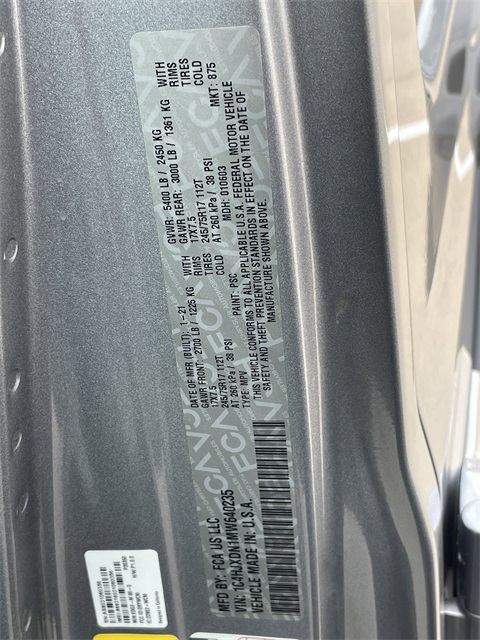 MFD BY: FCA US LLC
DATE OF MFR (BUILT): 1-21
GVWR: 5400 LB / 2450 KG
GAWR FRONT: 2700 LB / 1225 KG WITH
GAWR REAR: 3000 LB / 1361 KG WITH
17X7.5 RIMS
17X7.5 RIMS
245/75R17 112T TIRES
245/75R17 112T TIRES
AT 260 kPa / 38 PSI COLD
AT 260 kPa / 38 PSI COLD
MDH: 010603
MKT: 875
TYPE: MPV
PAINT: PSC
THIS VEHICLE CONFORMS TO ALL APPLICABLE U.S.A. FEDERAL MOTOR VEHICLE
SAFETY AND THEFT PREVENTION STANDARDS IN EFFECT ON THE DATE OF
MANUFACTURE SHOWN ABOVE.
VIN: 1C4HJXDN1MW640235
VEHICLE MADE IN: U.S.A.